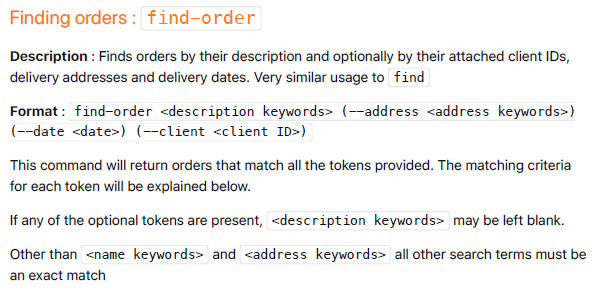 Finding orders : find-order
Description : Finds orders by their description and optionally by their attached client IDs,
delivery addresses and delivery dates. Very similar usage to find
Format : find-order <description keywords> (--address <address keywords>)
(--date <date>) (--client <client ID>)
This command will return orders that match all the tokens provided. The matching criteria
for each token will be explained below.
If any of the optional tokens are present, <description keywords> may be left blank.
Other than <name keywords> and <address keywords> all other search terms must be
an exact match